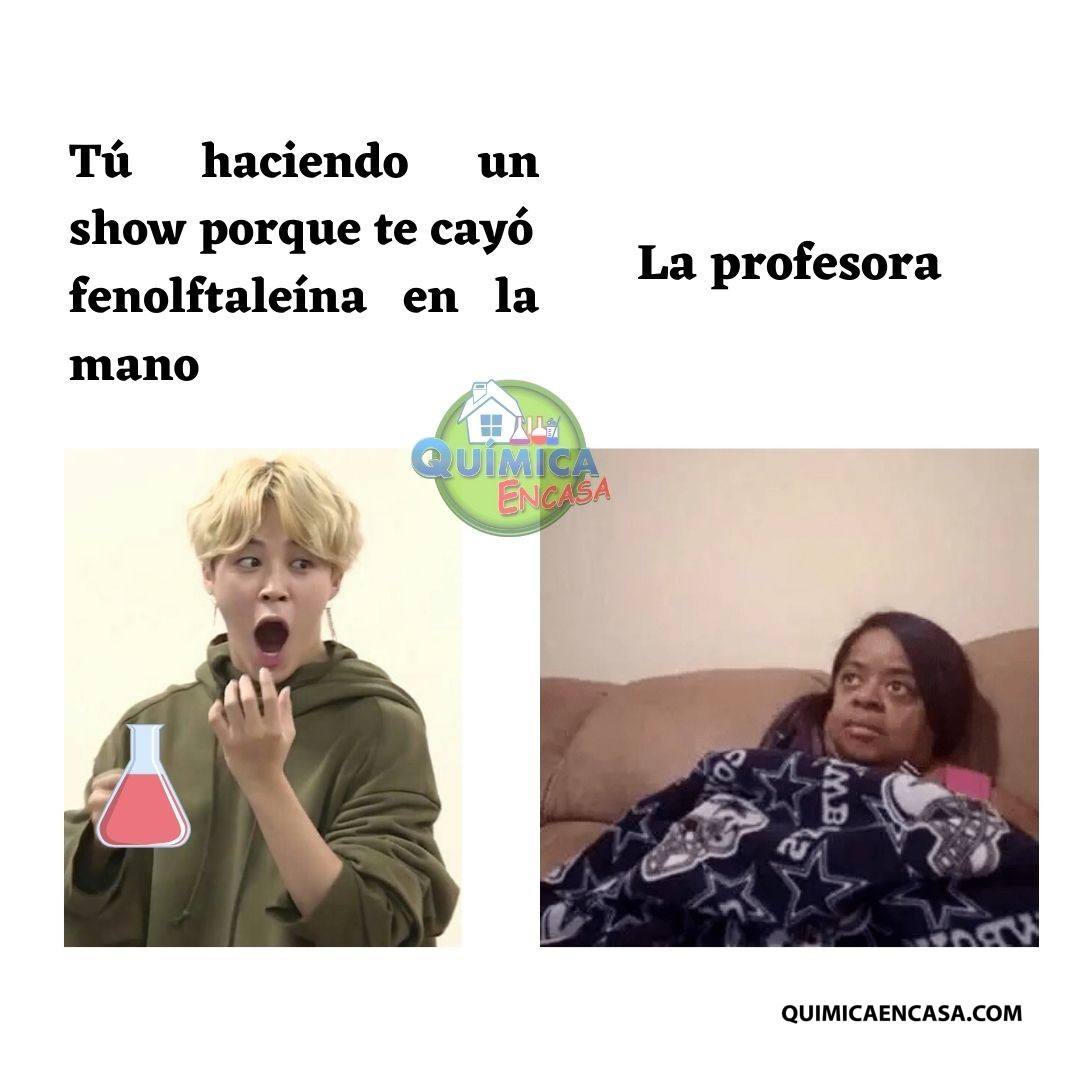 Tú haciendo un
show porque te cayó
fenolftaleína en la
mano
La profesora
QUÍMICA
ENCASA
QUIMICAENCASA.COM